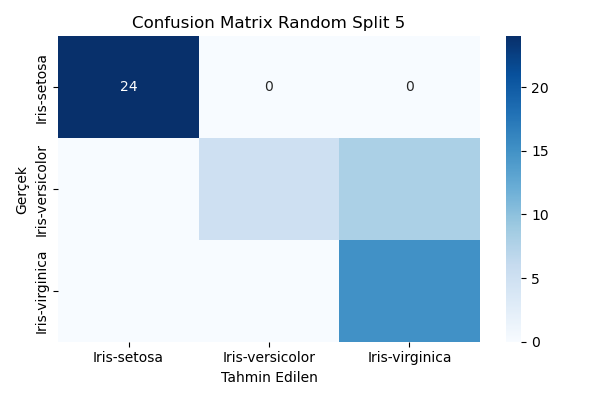 Confusion Matrix Random Split 5
Iris-setosa
24 0 0
Gerçek
Iris-versicolor
Iris-virginica
Iris-setosa Iris-versicolor Iris-virginica
Tahmin Edilen
20
15
10
5
0